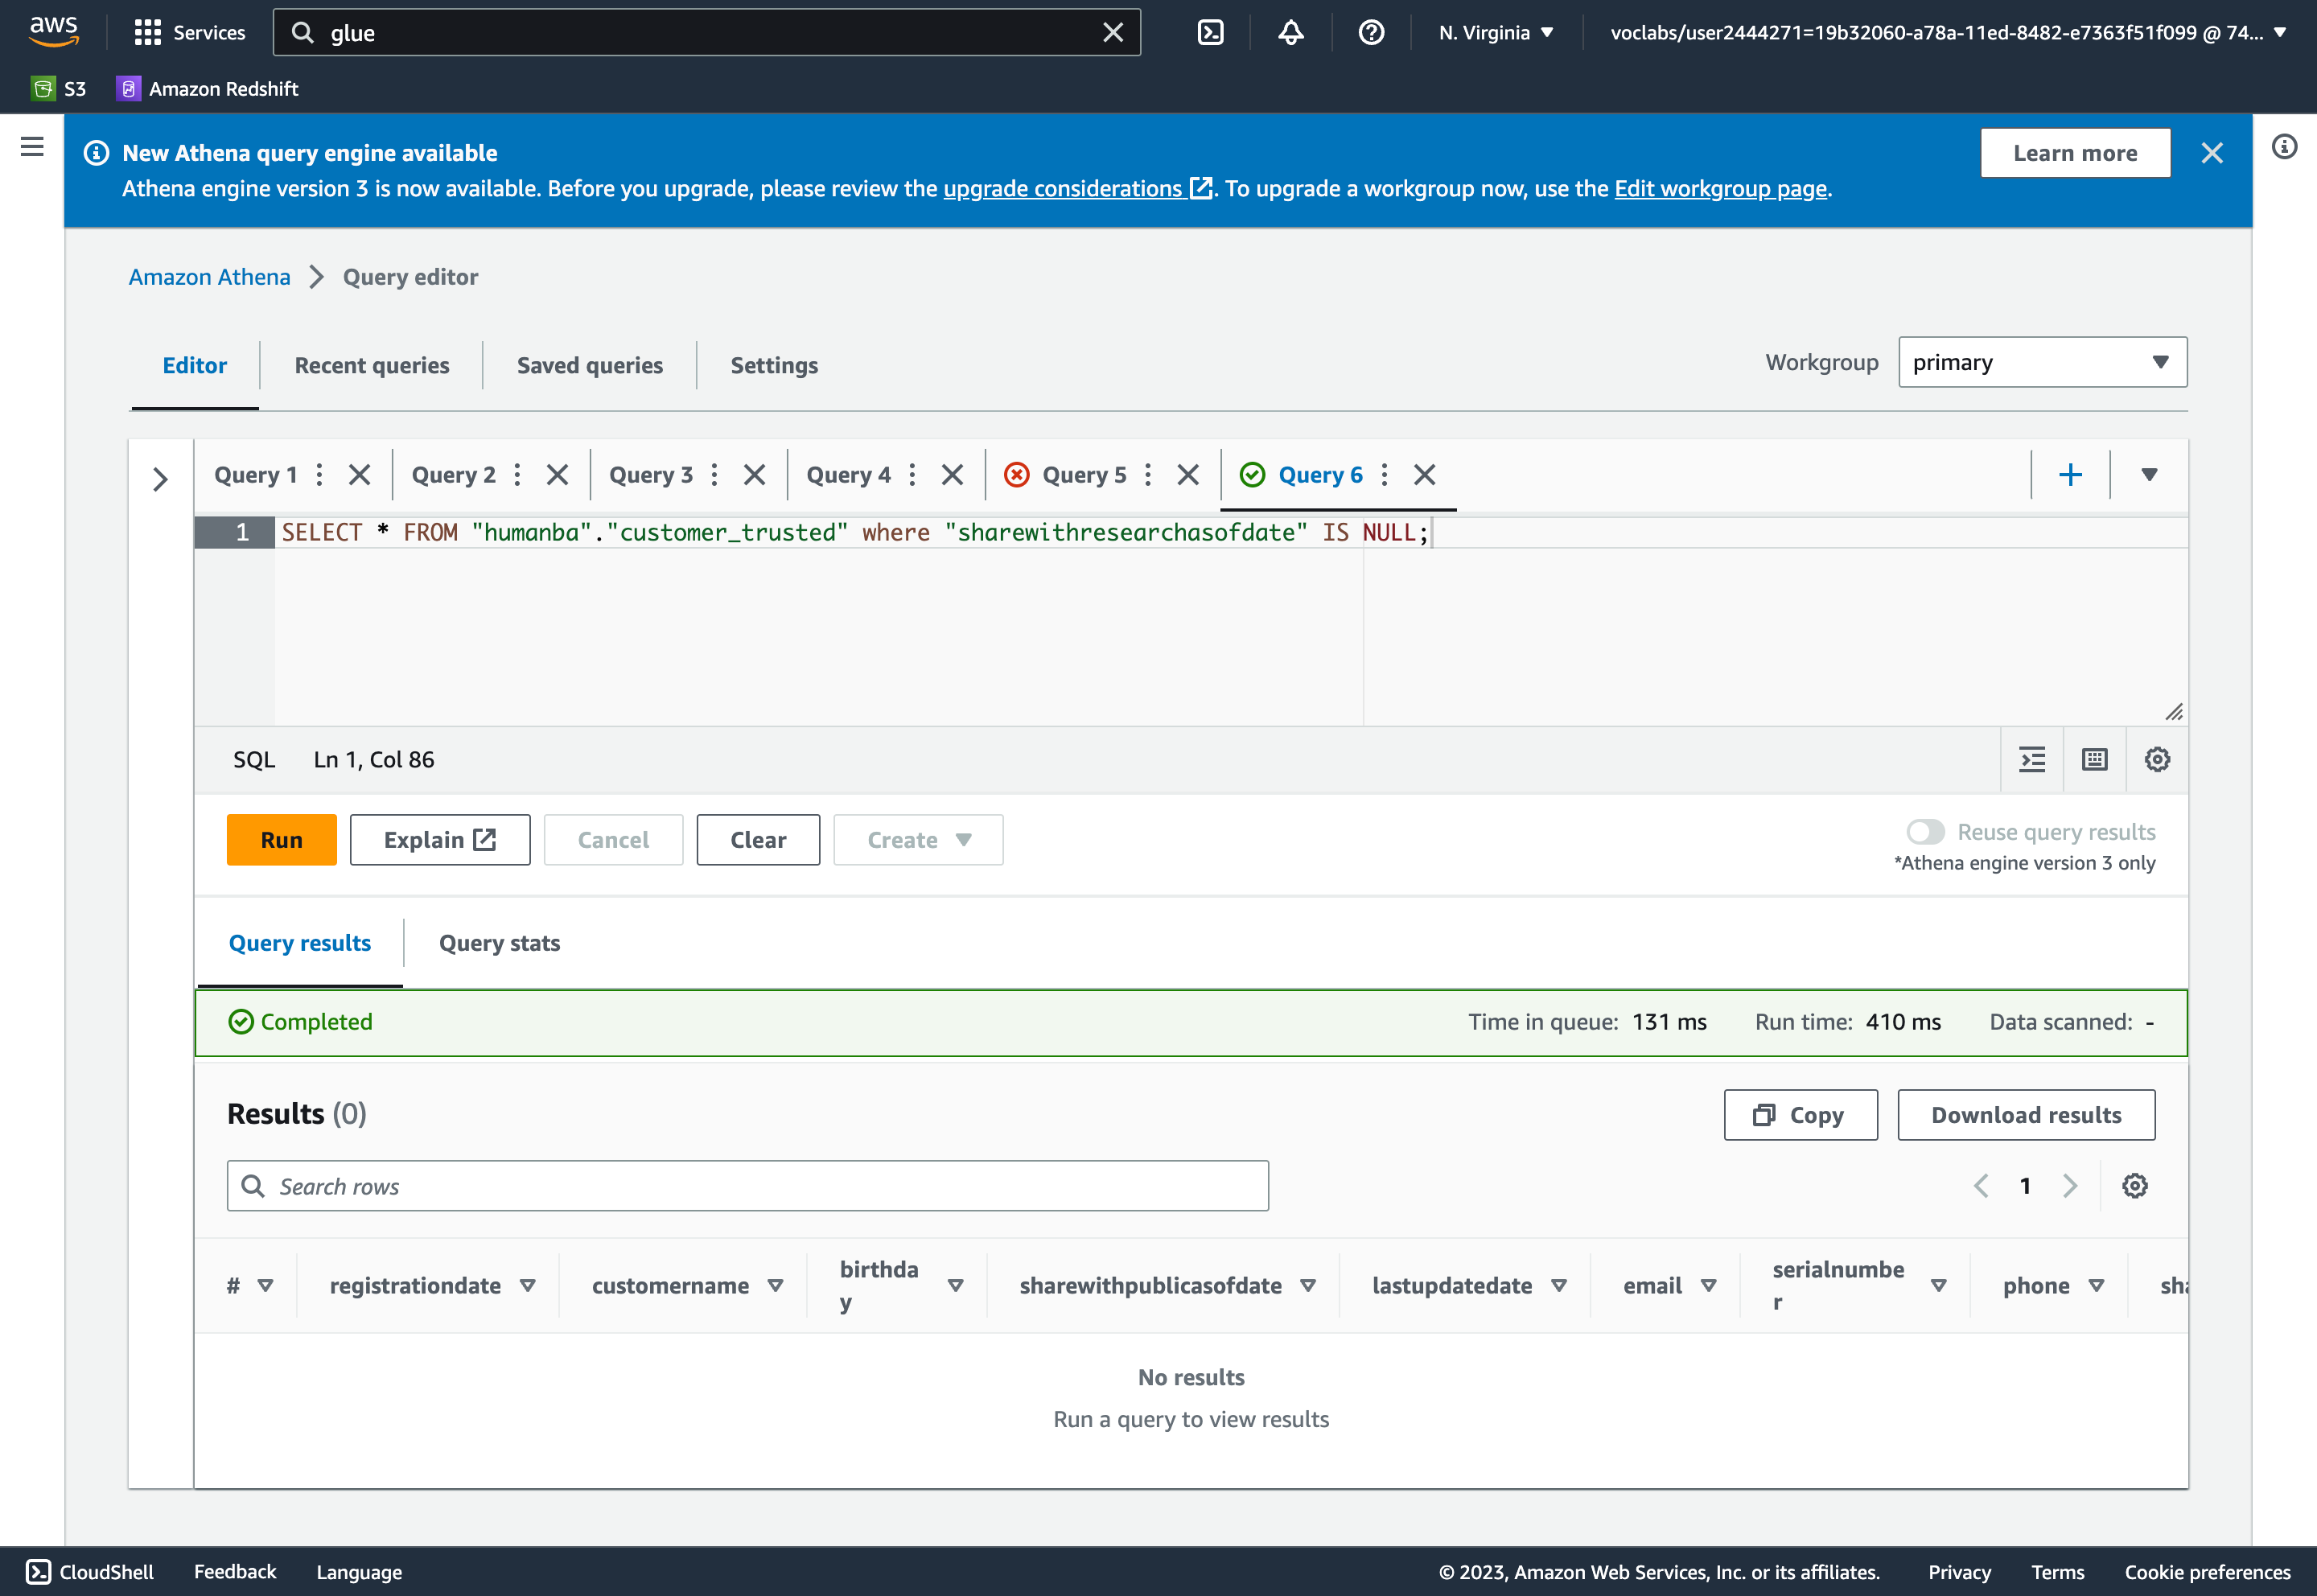 aws Services glue N. Virginia voclabs/user2444271=19b32060-a78a-11ed-8482-e7363f51f099 @ 74...
S3 Amazon Redshift
New Athena query engine available
Learn more
Athena engine version 3 is now available. Before you upgrade, please review the upgrade considerations. To upgrade a workgroup now, use the Edit workgroup page.
Amazon Athena Query editor
Editor Recent queries Saved queries Settings Workgroup primary
Query 1 Query 2 Query 3 Query 4 Query 5 Query 6
1 SELECT * FROM "humanba"."customer_trusted" where "sharewithresearchasofdate" IS NULL;
SQL Ln 1, Col 86
Run Explain Cancel Clear Create Reuse query results
*Athena engine version 3 only
Query results Query stats
Completed Time in queue: 131 ms Run time: 410 ms Data scanned: -
Results (0) Copy Download results
Search rows 1
# registrationdate customername birthday sharewithpublicasofdate lastupdatedate email serialnumber phone sha
No results
Run a query to view results
CloudShell Feedback Language © 2023, Amazon Web Services, Inc. or its affiliates. Privacy Terms Cookie preferences